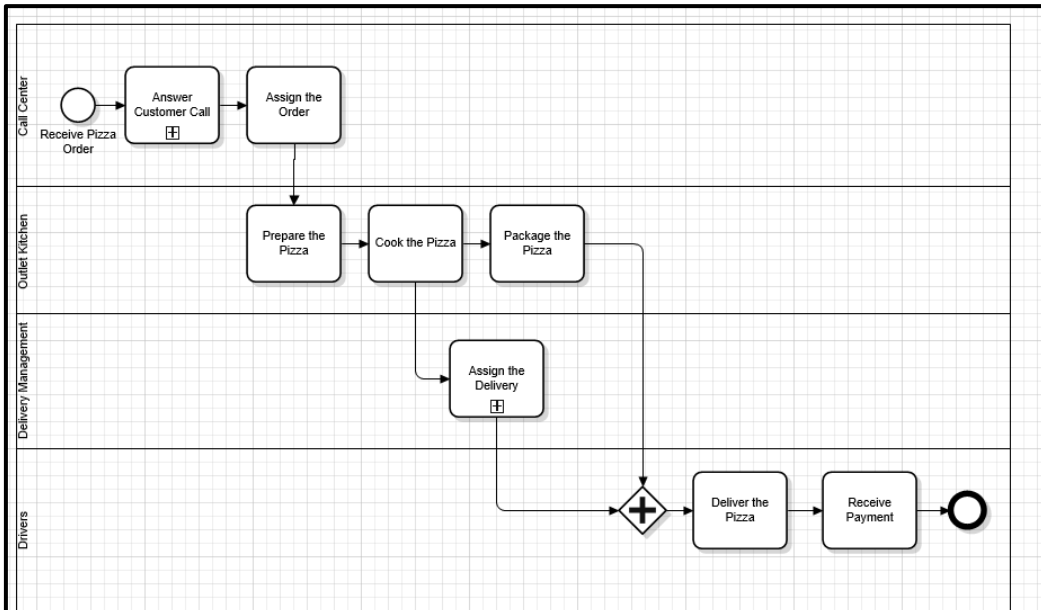 Call Center
Receive Pizza
Order
Answer
Customer Call
Assign the
Order
Outlet Kitchen
Prepare the
Pizza
Cook the Pizza
Package the
Pizza
Delivery Management
Assign the
Delivery
Drivers
Deliver the
Pizza
Receive
Payment